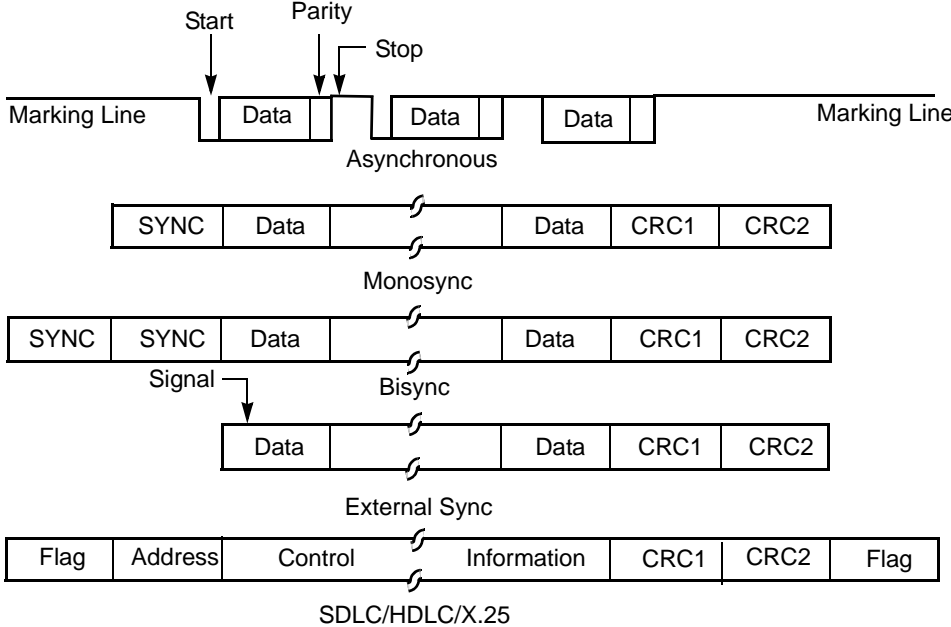 Start Parity
Stop
Marking Line Data Data Data Marking Line
Asynchronous
SYNC Data Data CRC1 CRC2
Monosync
SYNC SYNC Data Data CRC1 CRC2
Signal
Bisync
Data Data CRC1 CRC2
External Sync
Flag Address Control Information CRC1 CRC2 Flag
SDLC/HDLC/X.25